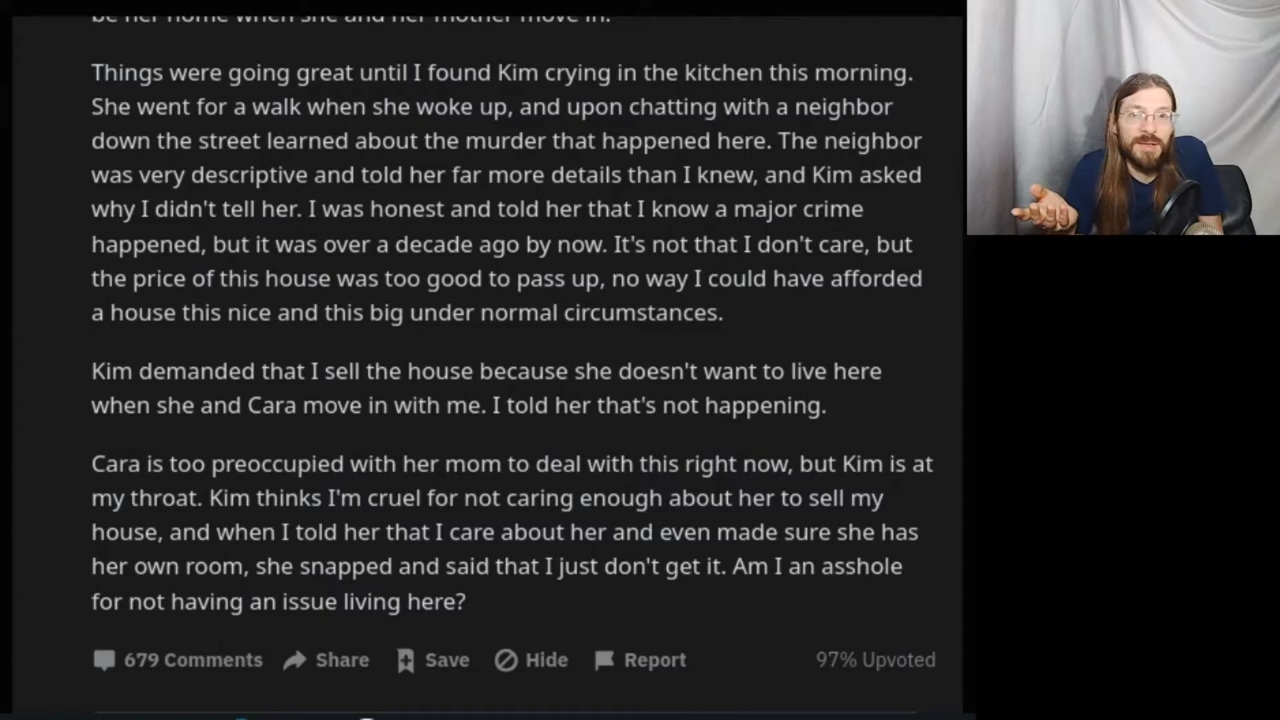 be her home when she and her mother move in.
Things were going great until I found Kim crying in the kitchen this morning.
She went for a walk when she woke up, and upon chatting with a neighbor
down the street learned about the murder that happened here. The neighbor
was very descriptive and told her far more details than I knew, and Kim asked
why I didn't tell her. I was honest and told her that I know a major crime
happened, but it was over a decade ago by now. It's not that I don't care, but
the price of this house was too good to pass up, no way I could have afforded
a house this nice and this big under normal circumstances.
Kim demanded that I sell the house because she doesn't want to live here
when she and Cara move in with me. I told her that's not happening.
Cara is too preoccupied with her mom to deal with this right now, but Kim is at
my throat. Kim thinks I'm cruel for not caring enough about her to sell my
house, and when I told her that I care about her and even made sure she has
her own room, she snapped and said that I just don't get it. Am I an asshole
for not having an issue living here?
679 Comments Share Save Hide Report 97% Upvoted